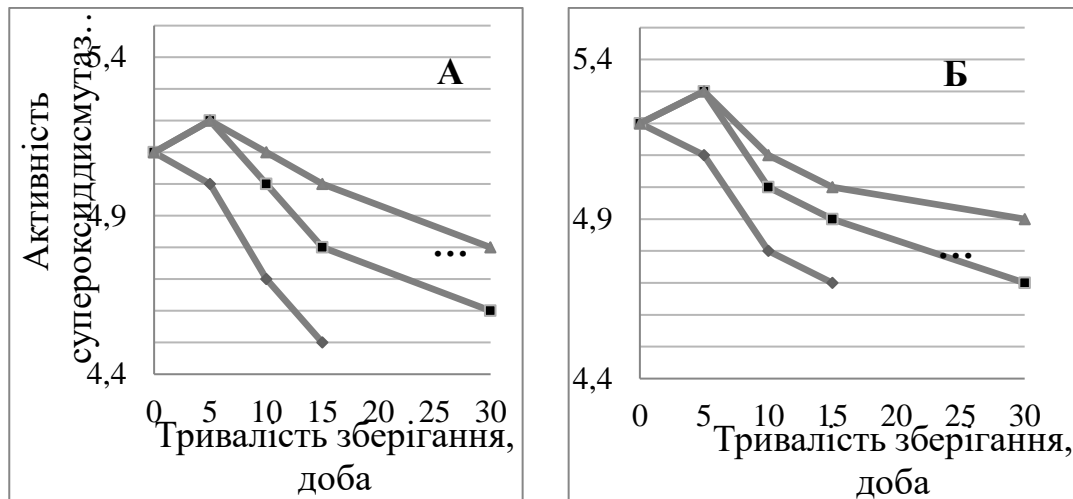 Активність
супероксиддисмутаз…
А
5,4
4,9
4,4
0 5 10 15 20 25 30
Тривалість зберігання,
доба
Б
5,4
4,9
4,4
0 5 10 15 20 25 30
Тривалість зберігання,
доба